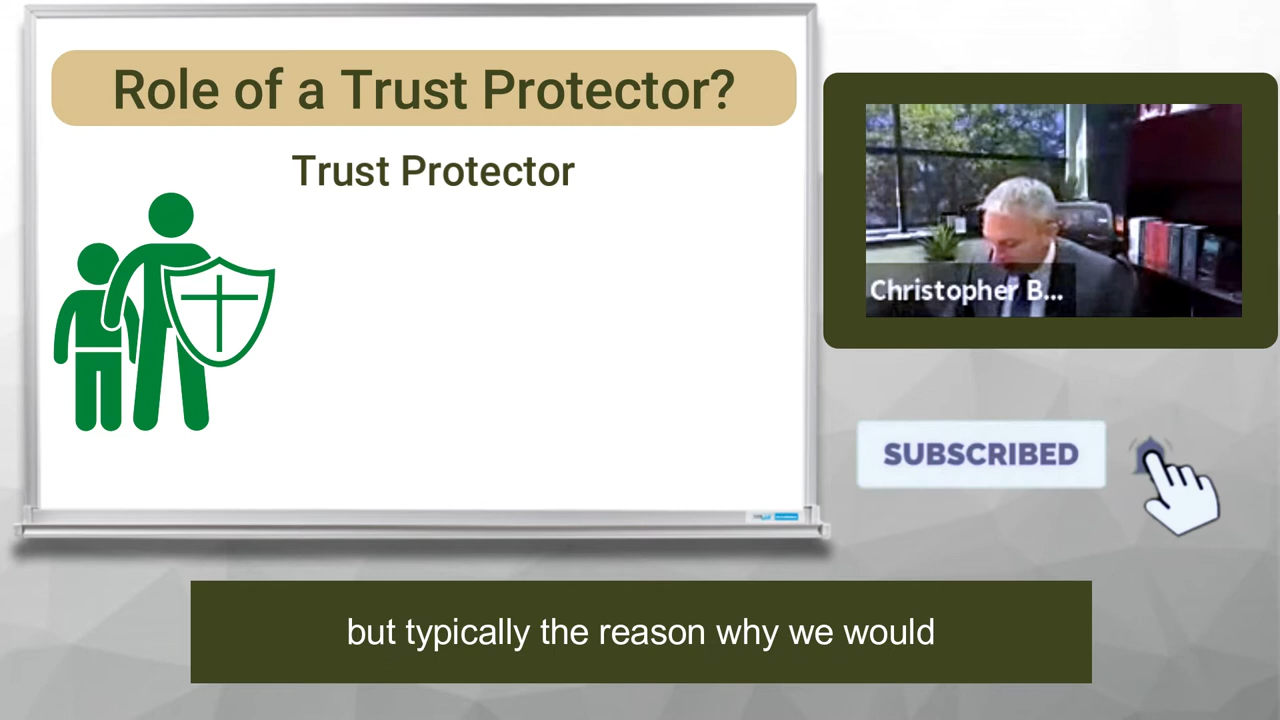 Role of a Trust Protector?
Trust Protector
Christopher B...
SUBSCRIBED
but typically the reason why we would